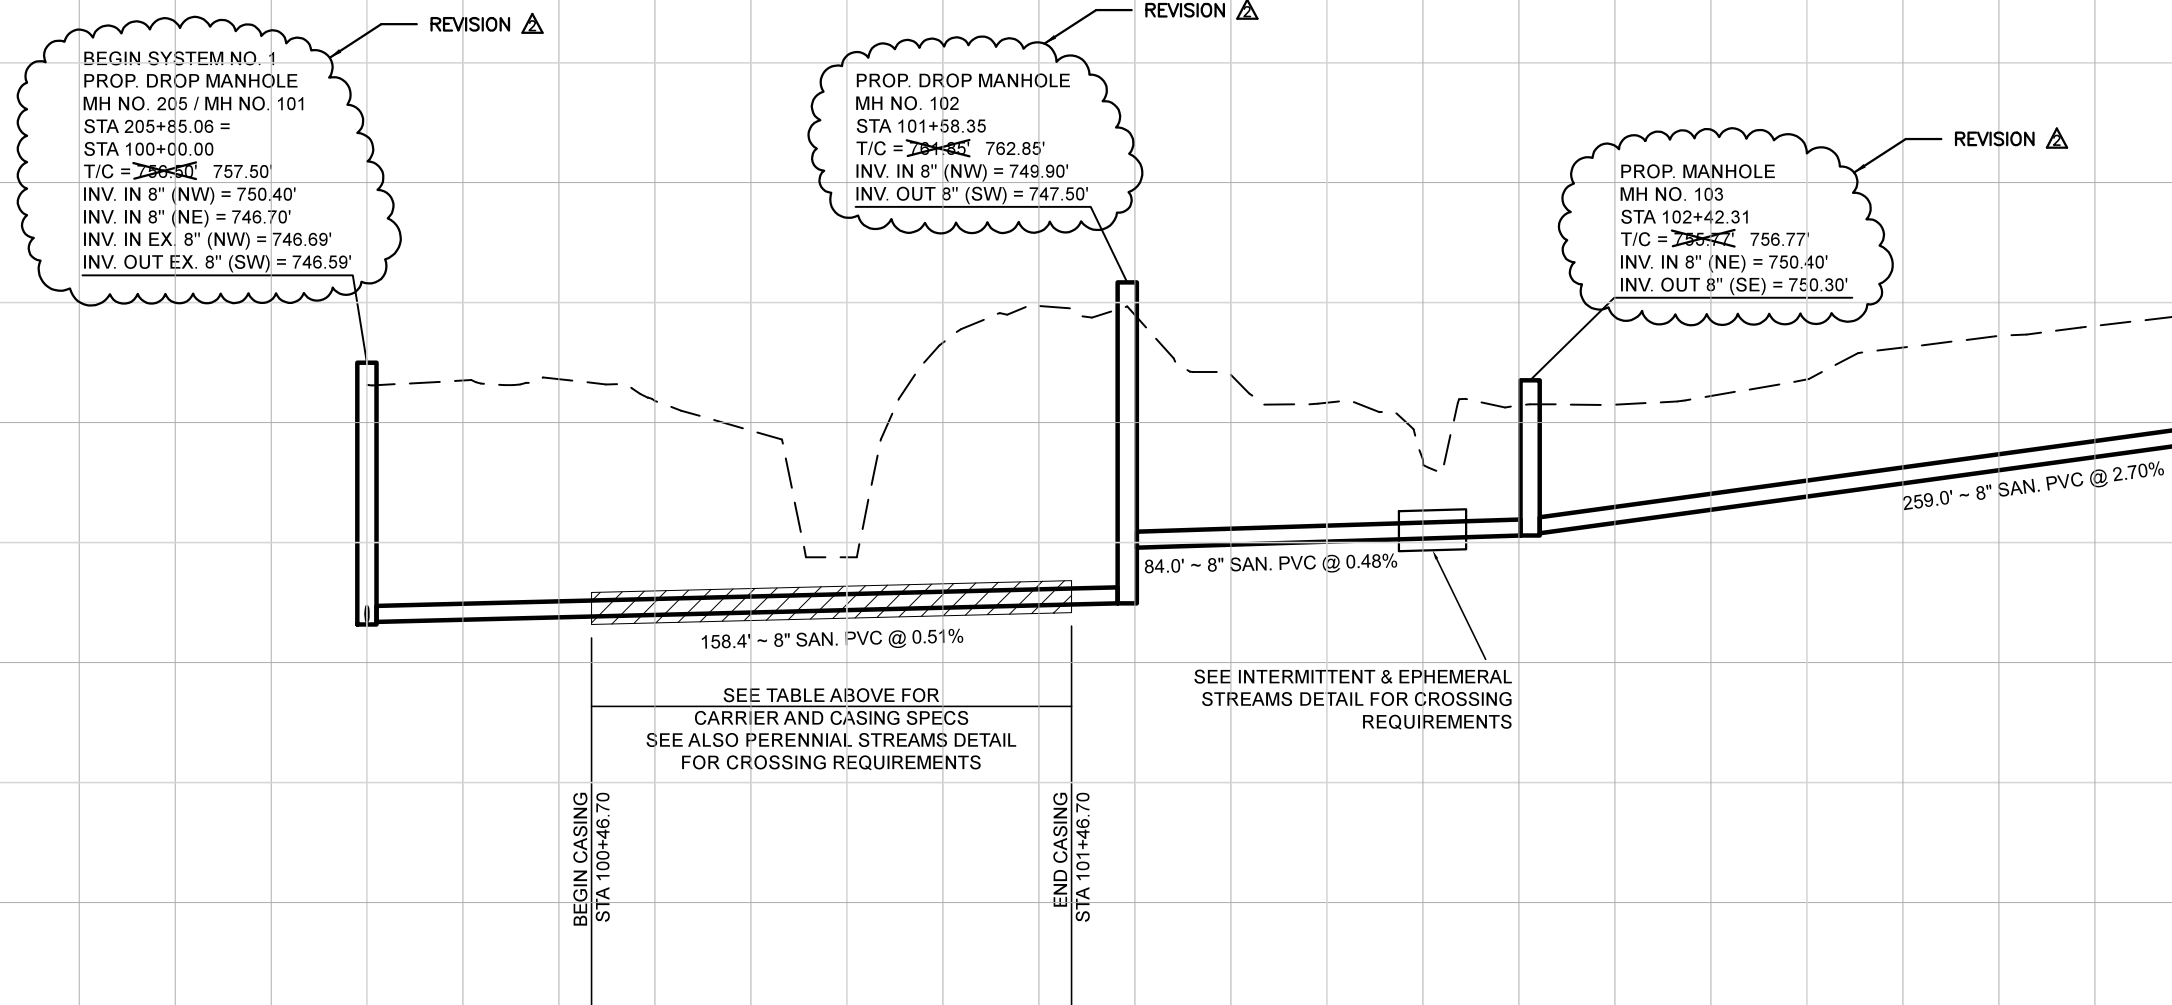 REVISION 2
BEGIN SYSTEM NO. 1
PROP. DROP MANHOLE
MH NO. 205 / MH NO. 101
STA 205+85.06 =
STA 100+00.00
T/C = 756.50' 757.50'
INV. IN 8" (NW) = 750.40'
INV. IN 8" (NE) = 746.70'
INV. IN EX. 8" (NW) = 746.69'
INV. OUT EX. 8" (SW) = 746.59'
REVISION 2
PROP. DROP MANHOLE
MH NO. 102
STA 101+58.35
T/C = 761.85' 762.85'
INV. IN 8" (NW) = 749.90'
INV. OUT 8" (SW) = 747.50'
REVISION 2
PROP. MANHOLE
MH NO. 103
STA 102+42.31
T/C = 755.77' 756.77'
INV. IN 8" (NE) = 750.40'
INV. OUT 8" (SE) = 750.30'
158.4' ~ 8" SAN. PVC @ 0.51%
84.0' ~ 8" SAN. PVC @ 0.48%
259.0' ~ 8" SAN. PVC @ 2.70%
SEE TABLE ABOVE FOR
CARRIER AND CASING SPECS
SEE ALSO PERENNIAL STREAMS DETAIL
FOR CROSSING REQUIREMENTS
SEE INTERMITTENT & EPHEMERAL
STREAMS DETAIL FOR CROSSING
REQUIREMENTS
BEGIN CASING
STA 100+46.70
END CASING
STA 101+46.70